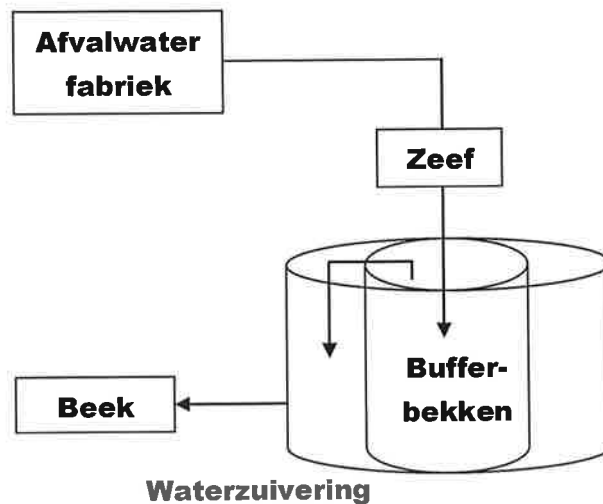 Afvalwater
fabriek
Zeef
Buffer-
bekken
Beek
Waterzuivering